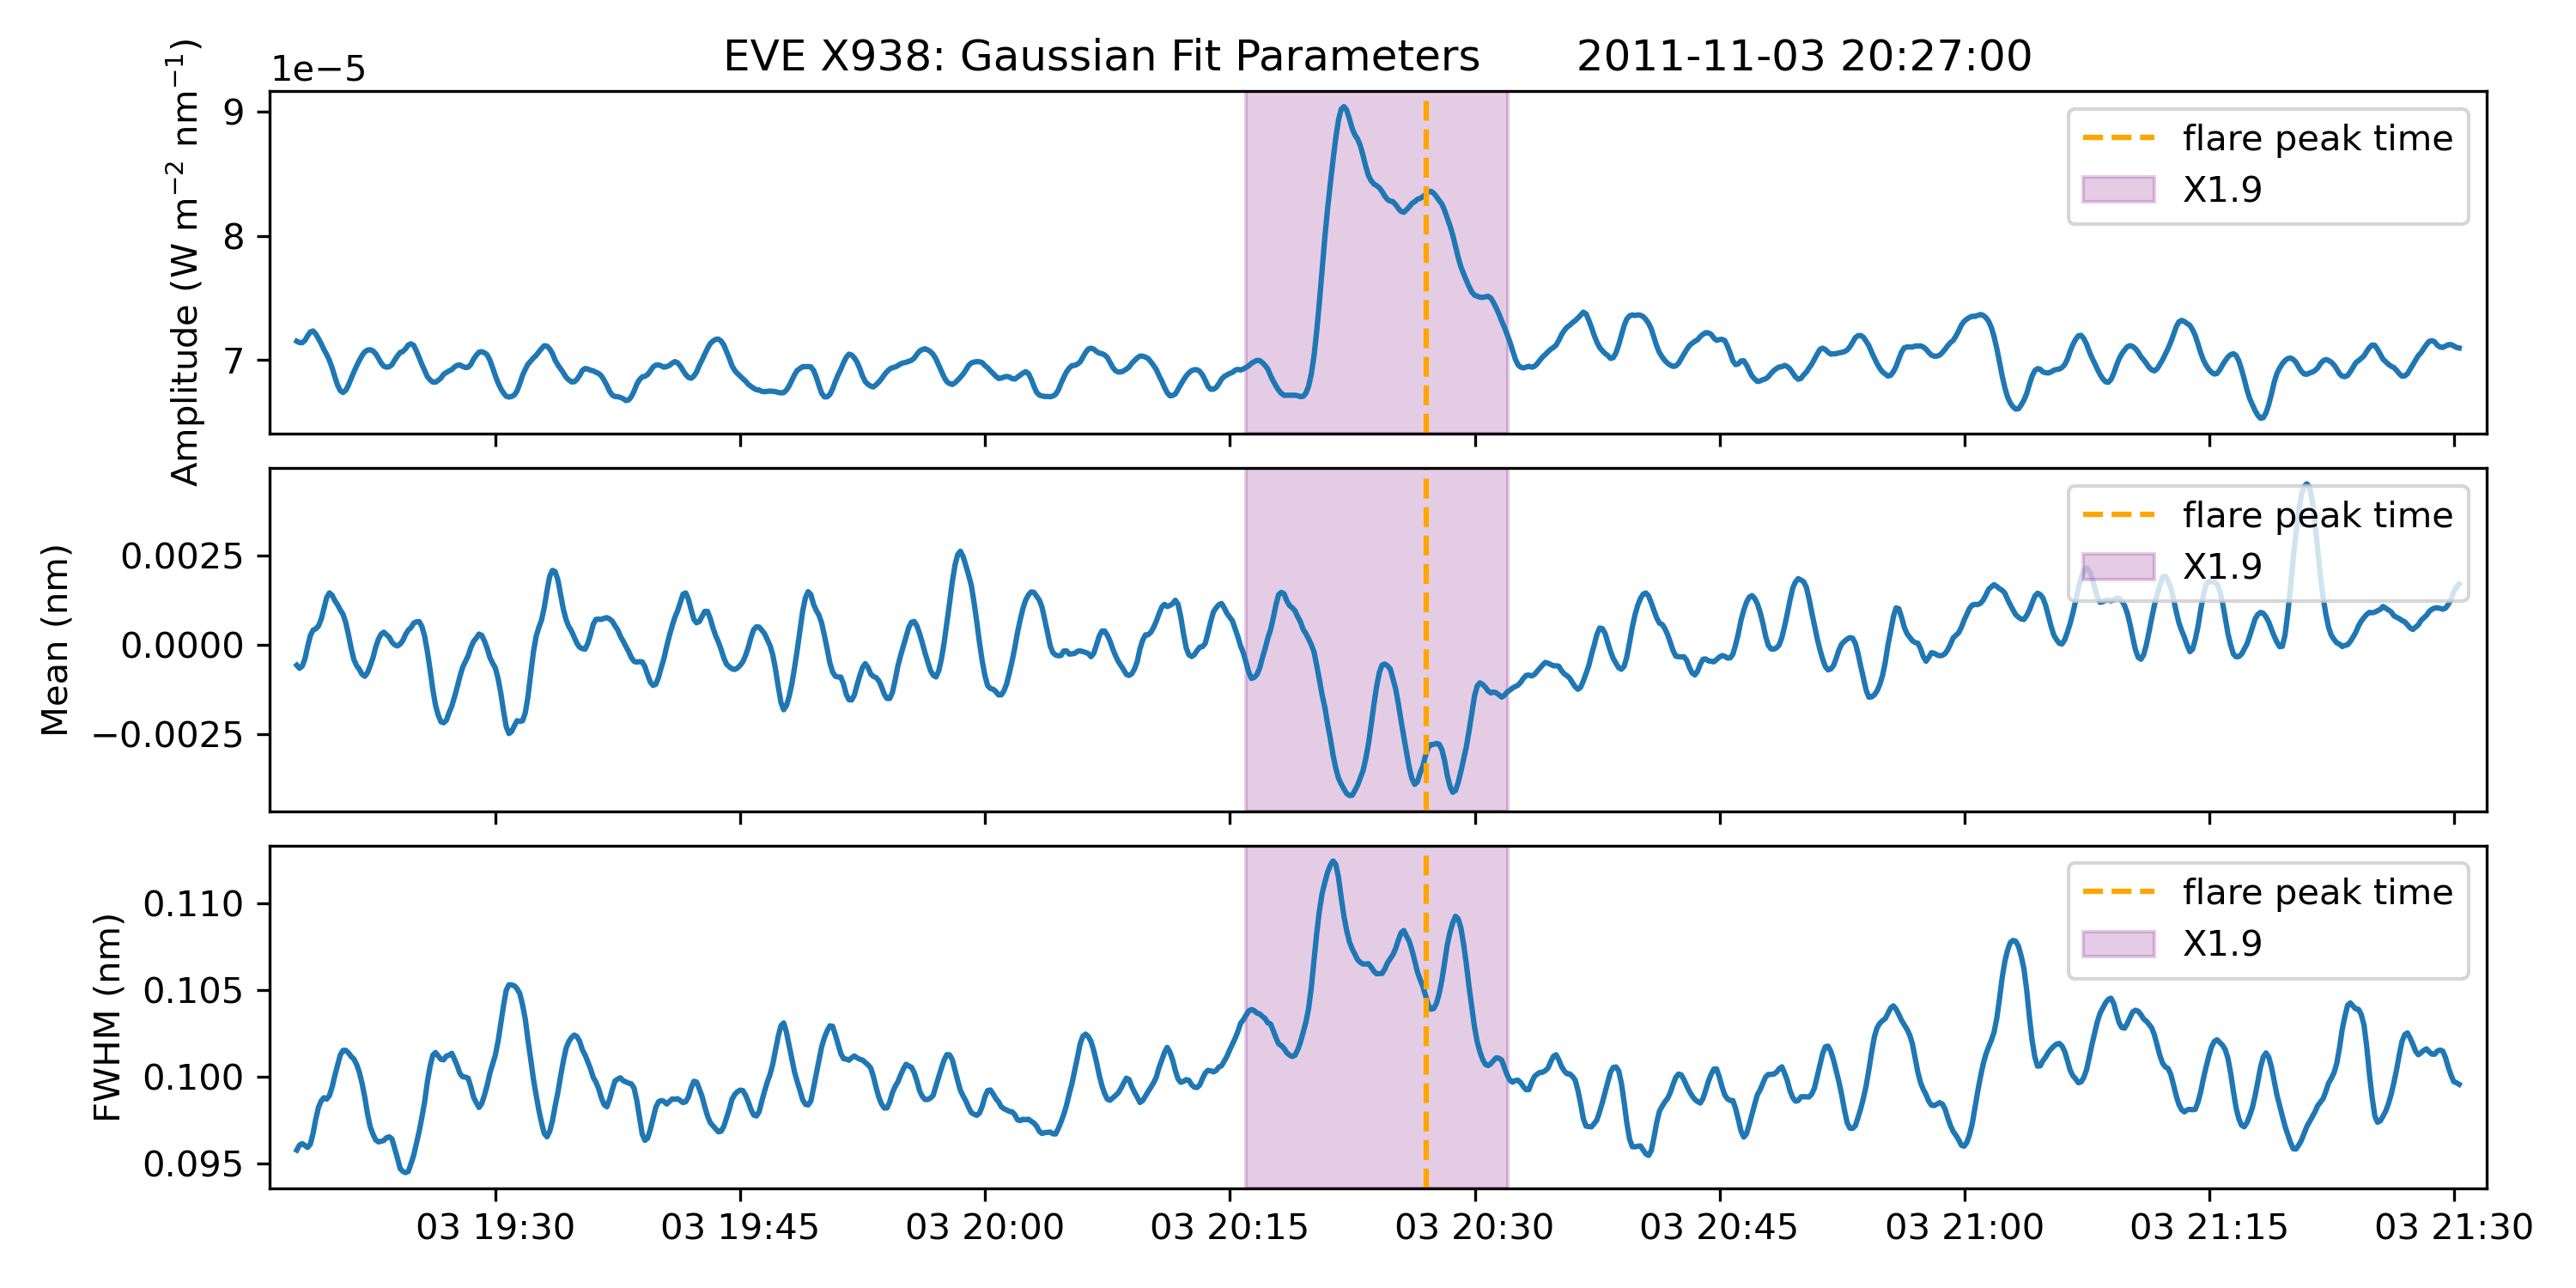 EVE X938: Gaussian Fit Parameters 2011-11-03 20:27:00
1e−5
Amplitude (W m⁻² nm⁻¹)
9
8
7
flare peak time
X1.9
Mean (nm)
0.0025
0.0000
−0.0025
flare peak time
X1.9
FWHM (nm)
0.110
0.105
0.100
0.095
flare peak time
X1.9
03 19:30 03 19:45 03 20:00 03 20:15 03 20:30 03 20:45 03 21:00 03 21:15 03 21:30